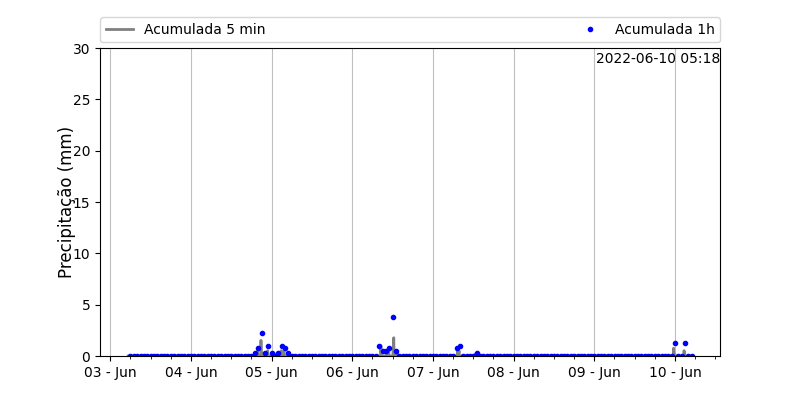 Acumulada 5 min
Acumulada 1h
2022-06-10 05:18
Precipitação (mm)
30
25
20
15
10
5
0
03 - Jun 04 - Jun 05 - Jun 06 - Jun 07 - Jun 08 - Jun 09 - Jun 10 - Jun